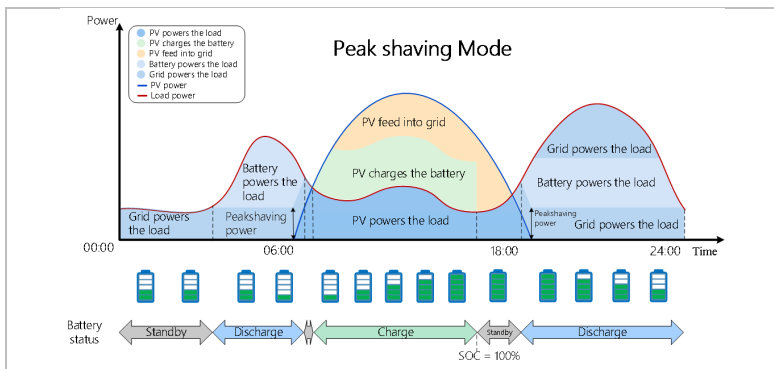 Power
PV powers the load
PV charges the battery
PV feed into grid
Battery powers the load
Grid powers the load
PV power
Load power
Peak shaving Mode
PV feed into grid
Grid powers the load
Battery
powers the
load
PV charges the battery
Battery powers the load
Grid powers
the load
Peakshaving
power
PV powers the load
Peakshaving
power
Grid powers the load
00:00
06:00
18:00
24:00
Time
Battery
status
Standby
Discharge
Charge
Standby
Discharge
SOC = 100%